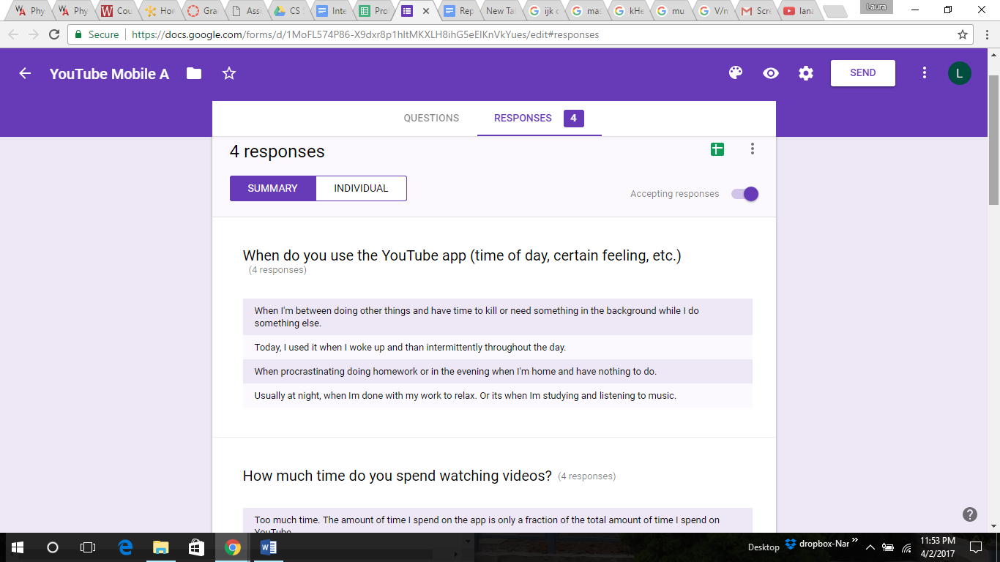 Phy
Phy
Cou
Hor
Gra
Assi
CS
Inte
Pro
Rep
New Tal
ijk c
mas
kHe
mu
V/n
Scre
lana
Laura
Secure
https://docs.google.com/forms/d/1MoFL574P86-X9dxr8p1hltMKXLH8ihG5eElKnVkYues/edit#responses
YouTube Mobile A
SEND
L
QUESTIONS
RESPONSES
4
4 responses
SUMMARY
INDIVIDUAL
Accepting responses
When do you use the YouTube app (time of day, certain feeling, etc.)
(4 responses)
When I'm between doing other things and have time to kill or need something in the background while I do
something else.
Today, I used it when I woke up and than intermittently throughout the day.
When procrastinating doing homework or in the evening when I'm home and have nothing to do.
Usually at night, when Im done with my work to relax. Or its when Im studying and listening to music.
How much time do you spend watching videos? (4 responses)
Too much time. The amount of time I spend on the app is only a fraction of the total amount of time I spend on
YouTube.
Desktop
dropbox-Nar
11:53 PM
4/2/2017